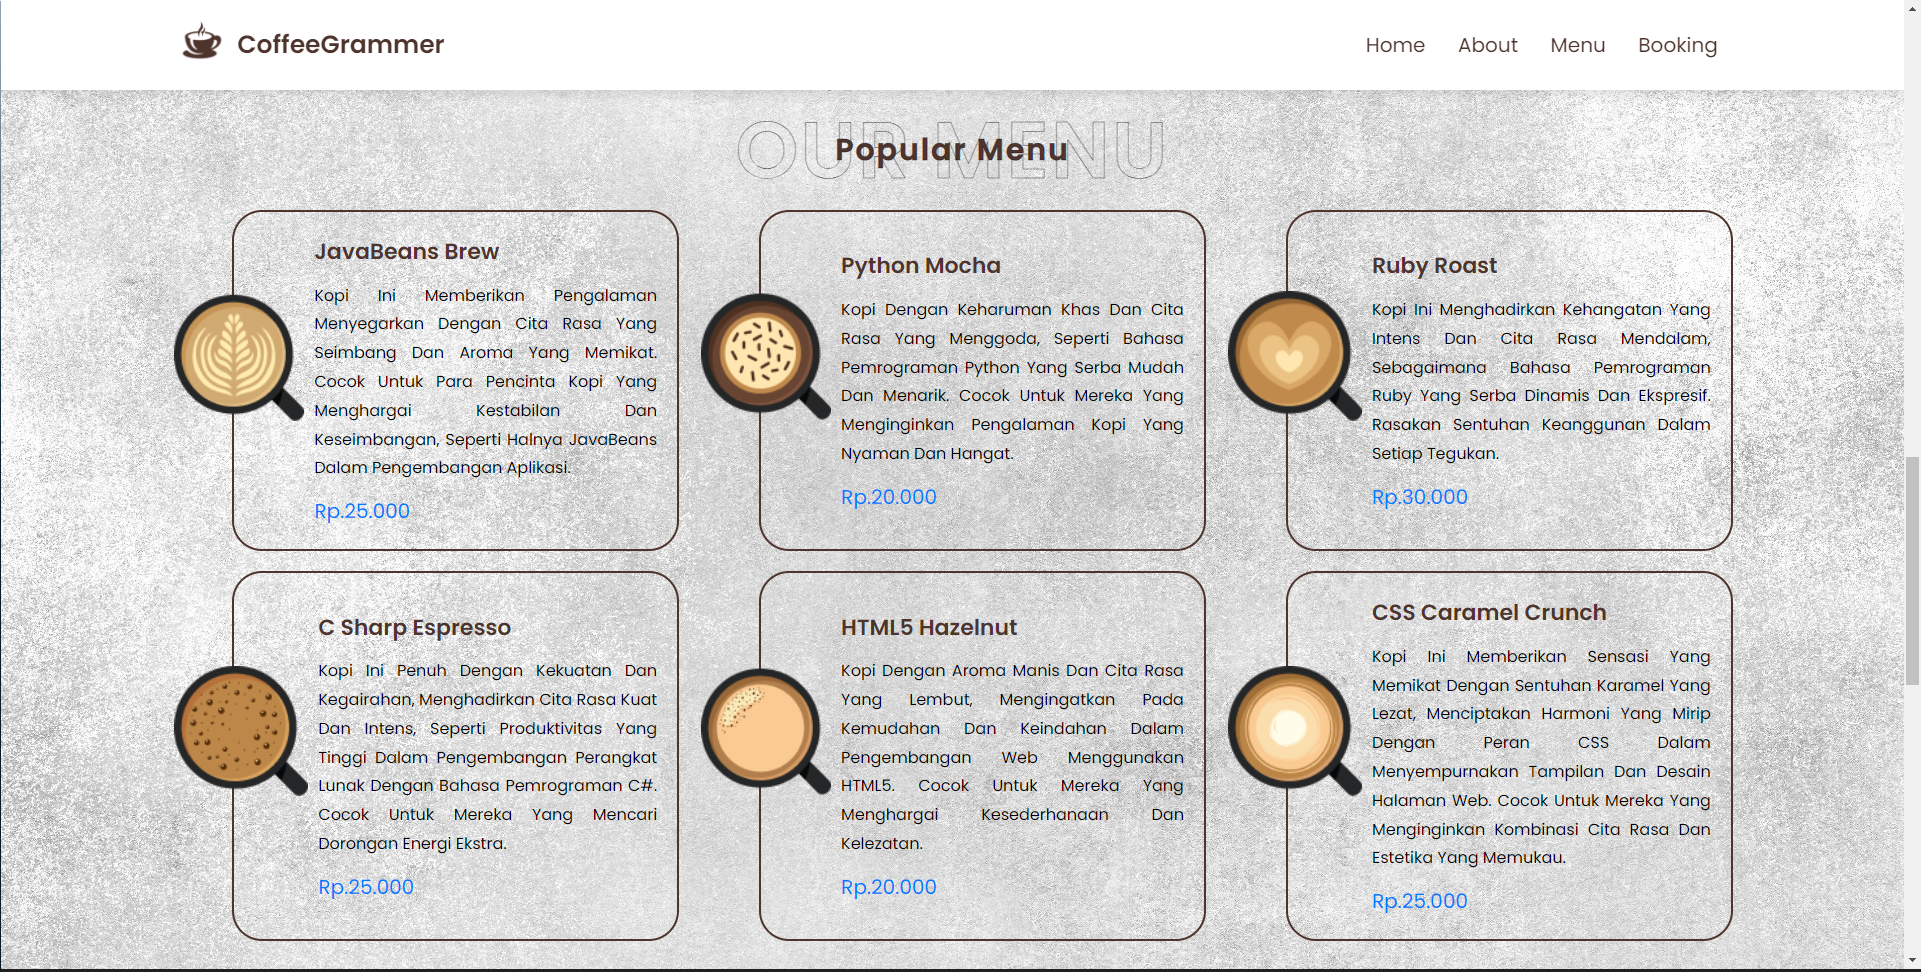 CoffeeGrammer
Home
About
Menu
Booking
OUR MENU
Popular Menu
JavaBeans Brew
Kopi Ini Memberikan Pengalaman
Menyegarkan Dengan Cita Rasa Yang
Seimbang Dan Aroma Yang Memikat.
Cocok Untuk Para Pencinta Kopi Yang
Menghargai Kestabilan Dan
Keseimbangan, Seperti Halnya JavaBeans
Dalam Pengembangan Aplikasi.
Rp.25.000
Python Mocha
Kopi Dengan Keharuman Khas Dan Cita
Rasa Yang Menggoda, Seperti Bahasa
Pemrograman Python Yang Serba Mudah
Dan Menarik. Cocok Untuk Mereka Yang
Menginginkan Pengalaman Kopi Yang
Nyaman Dan Hangat.
Rp.20.000
Ruby Roast
Kopi Ini Menghadirkan Kehangatan Yang
Intens Dan Cita Rasa Mendalam,
Sebagaimana Bahasa Pemrograman
Ruby Yang Serba Dinamis Dan Ekspresif.
Rasakan Sentuhan Keanggunan Dalam
Setiap Tegukan.
Rp.30.000
C Sharp Espresso
Kopi Ini Penuh Dengan Kekuatan Dan
Kegairahan, Menghadirkan Cita Rasa Kuat
Dan Intens, Seperti Produktivitas Yang
Tinggi Dalam Pengembangan Perangkat
Lunak Dengan Bahasa Pemrograman C#.
Cocok Untuk Mereka Yang Mencari
Dorongan Energi Ekstra.
Rp.25.000
HTML5 Hazelnut
Kopi Dengan Aroma Manis Dan Cita Rasa
Yang Lembut, Mengingatkan Pada
Kemudahan Dan Keindahan Dalam
Pengembangan Web Menggunakan
HTML5. Cocok Untuk Mereka Yang
Menghargai Kesederhanaan Dan
Kelezatan.
Rp.20.000
CSS Caramel Crunch
Kopi Ini Memberikan Sensasi Yang
Memikat Dengan Sentuhan Karamel Yang
Lezat, Menciptakan Harmoni Yang Mirip
Dengan Peran CSS Dalam
Menyempurnakan Tampilan Dan Desain
Halaman Web. Cocok Untuk Mereka Yang
Menginginkan Kombinasi Cita Rasa Dan
Estetika Yang Memukau.
Rp.25.000